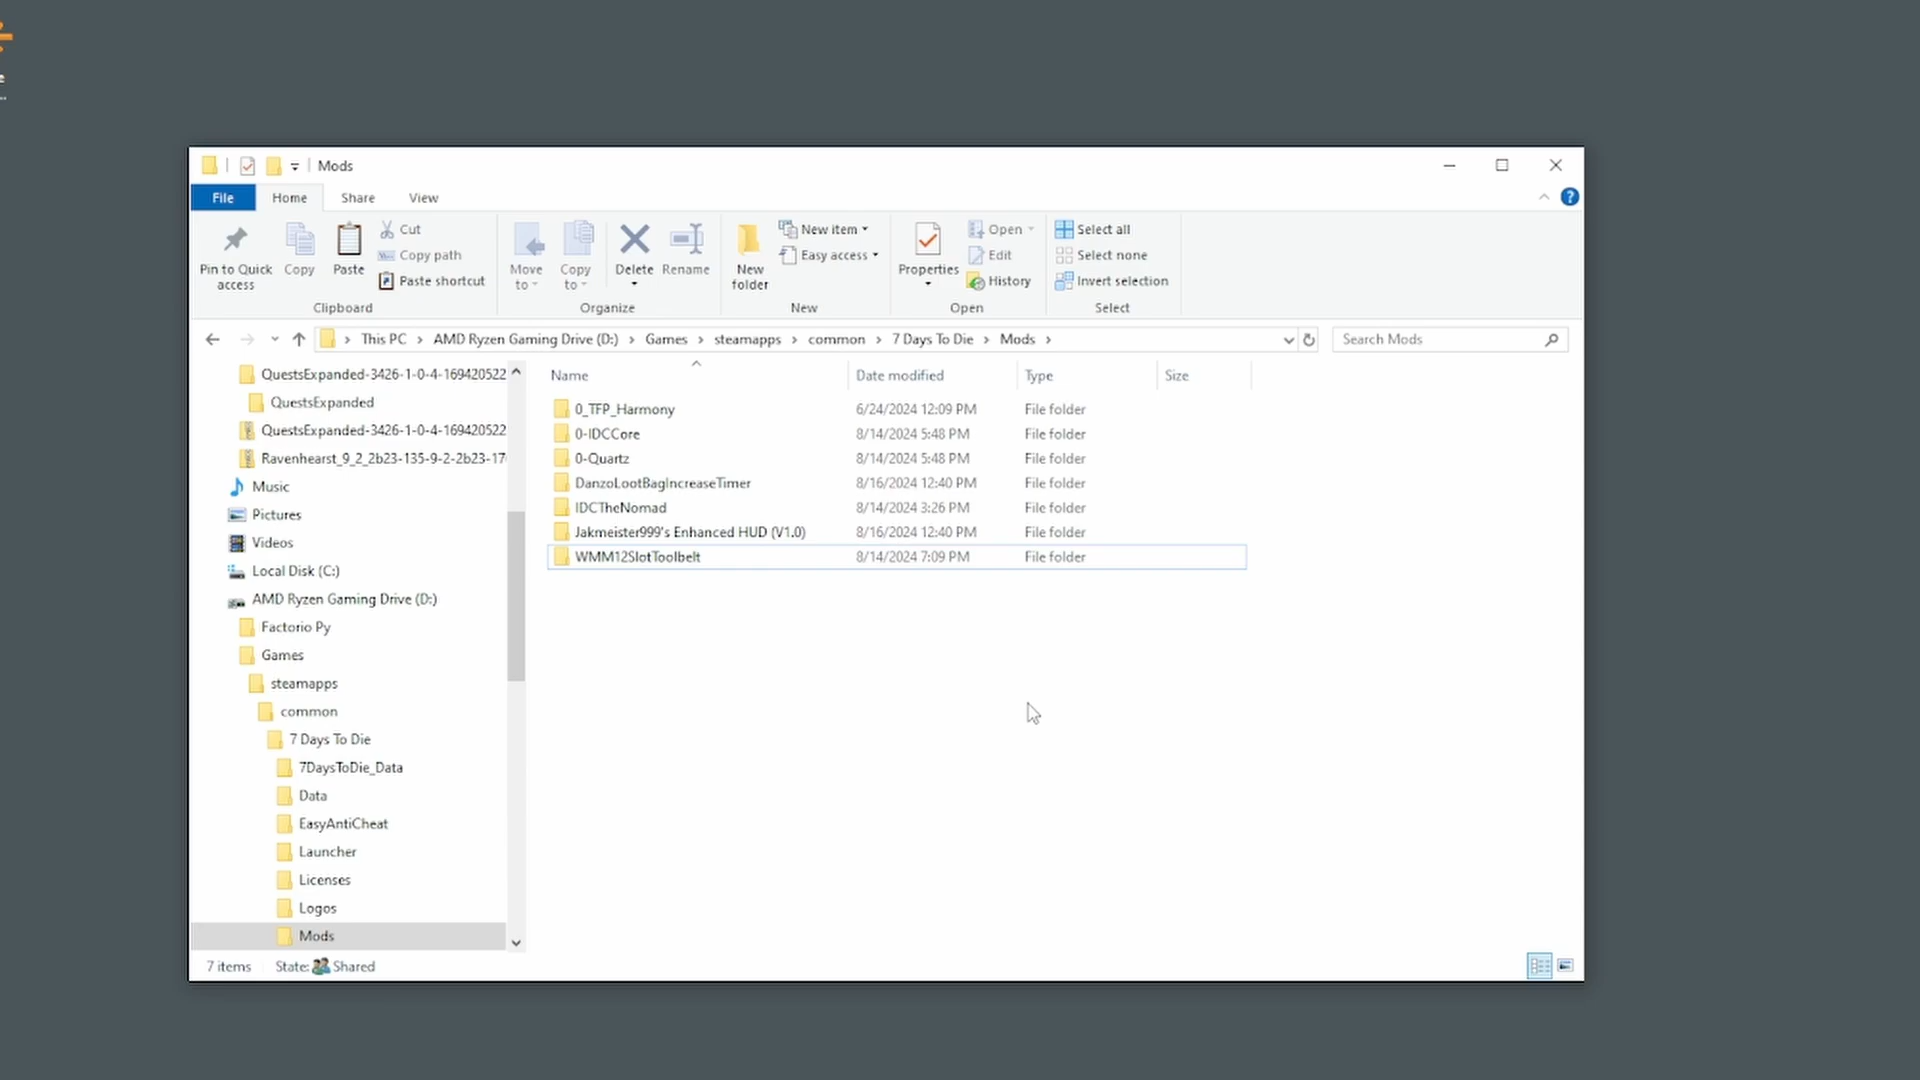 Mods
File Home Share View
Pin to Quick access
Copy
Paste
Cut
Copy path
Paste shortcut
Clipboard
Move to
Copy to
Delete
Rename
Organize
New folder
New item
Easy access
New
Properties
Open
Edit
History
Open
Select all
Select none
Invert selection
Select
This PC > AMD Ryzen Gaming Drive (D:) > Games > steamapps > common > 7 Days To Die > Mods >
Search Mods
QuestsExpanded-3426-1-0-4-169420522
QuestsExpanded
QuestsExpanded-3426-1-0-4-169420522
Ravenhearst_9_2_2b23-135-9-2-2b23-17
Music
Pictures
Videos
Local Disk (C:)
AMD Ryzen Gaming Drive (D:)
Factorio Py
Games
steamapps
common
7 Days To Die
7DaysToDie_Data
Data
EasyAntiCheat
Launcher
Licenses
Logos
Mods
Name Date modified Type Size
0_TFP_Harmony 6/24/2024 12:09 PM File folder
0-IDCCore 8/14/2024 5:48 PM File folder
0-Quartz 8/14/2024 5:48 PM File folder
DanzoLootBagIncreaseTimer 8/16/2024 12:40 PM File folder
IDCTheNomad 8/14/2024 3:26 PM File folder
Jakmeister999's Enhanced HUD (V1.0) 8/16/2024 12:40 PM File folder
WMM12SlotToolbelt 8/14/2024 7:09 PM File folder
7 items State: Shared